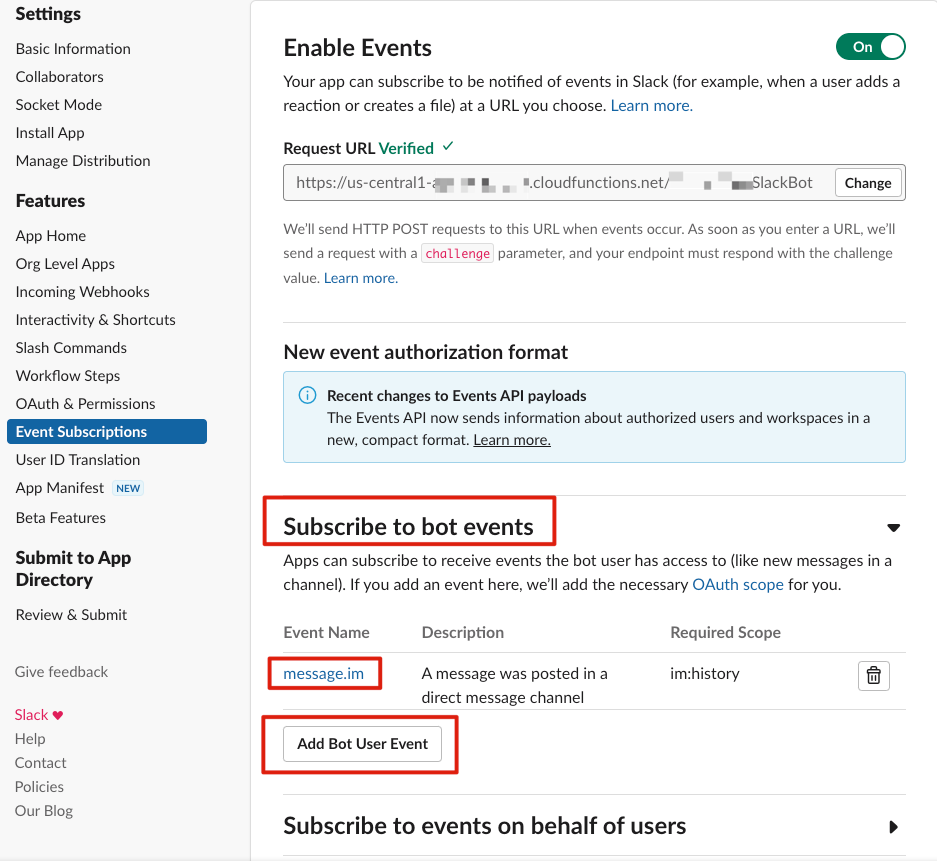 Settings
Basic Information
Collaborators
Socket Mode
Install App
Manage Distribution
Features
App Home
Org Level Apps
Incoming Webhooks
Interactivity & Shortcuts
Slash Commands
Workflow Steps
OAuth & Permissions
Event Subscriptions
User ID Translation
App Manifest NEW
Beta Features
Submit to App
Directory
Review & Submit
Give feedback
Slack ♥
Help
Contact
Policies
Our Blog
Enable Events
On
Your app can subscribe to be notified of events in Slack (for example, when a user adds a
reaction or creates a file) at a URL you choose. Learn more.
Request URL Verified ✓
https://us-central1- .cloudfunctions.net/ SlackBot
Change
We’ll send HTTP POST requests to this URL when events occur. As soon as you enter a URL, we’ll
send a request with a challenge parameter, and your endpoint must respond with the challenge
value. Learn more.
New event authorization format
Recent changes to Events API payloads
The Events API now sends information about authorized users and workspaces in a
new, compact format. Learn more.
Subscribe to bot events
Apps can subscribe to receive events the bot user has access to (like new messages in a
channel). If you add an event here, we’ll add the necessary OAuth scope for you.
Event Name Description Required Scope
message.im A message was posted in a im:history
direct message channel
Add Bot User Event
Subscribe to events on behalf of users